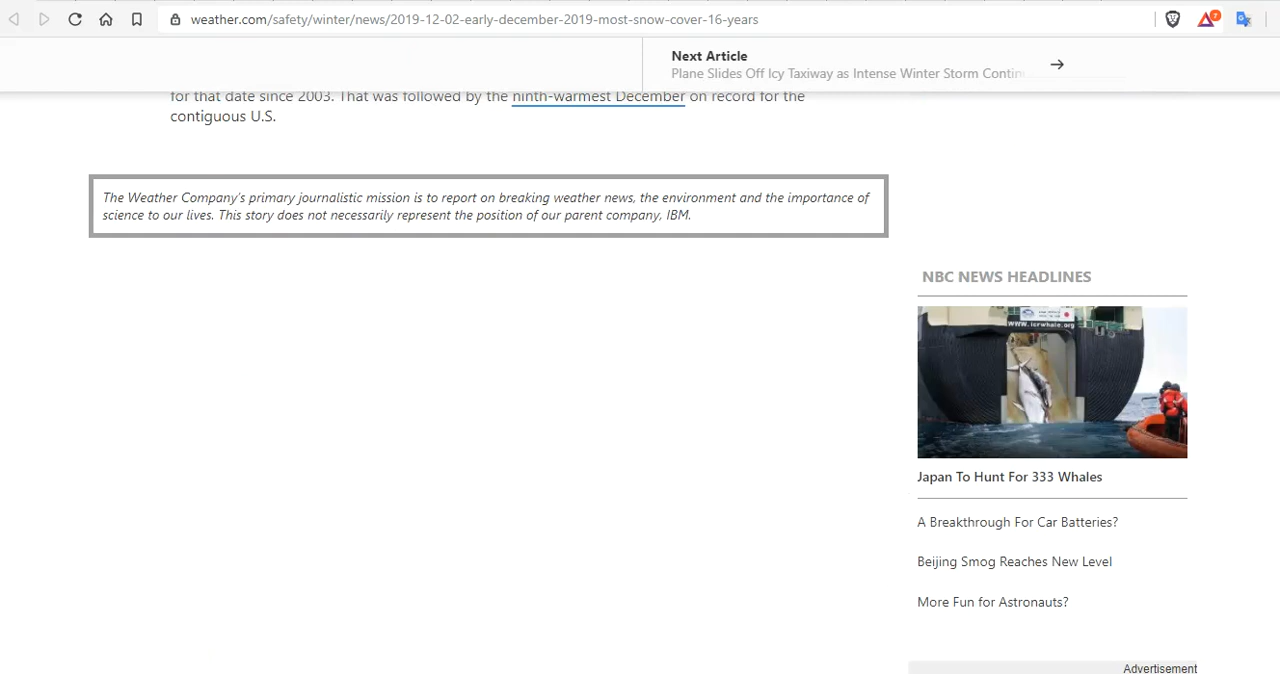 weather.com/safety/winter/news/2019-12-02-early-december-2019-most-snow-cover-16-years
7
Next Article
Plane Slides Off Icy Taxiway as Intense Winter Storm
for that date since 2003. That was followed by the ninth-warmest December on record for the
contiguous U.S.
The Weather Company's primary journalistic mission is to report on breaking weather news, the environment and the importance of
science to our lives. This story does not necessarily represent the position of our parent company, IBM.
NBC NEWS HEADLINES
www.icrwhale.org
Japan To Hunt For 333 Whales
A Breakthrough For Car Batteries?
Beijing Smog Reaches New Level
More Fun for Astronauts?
Advertisement